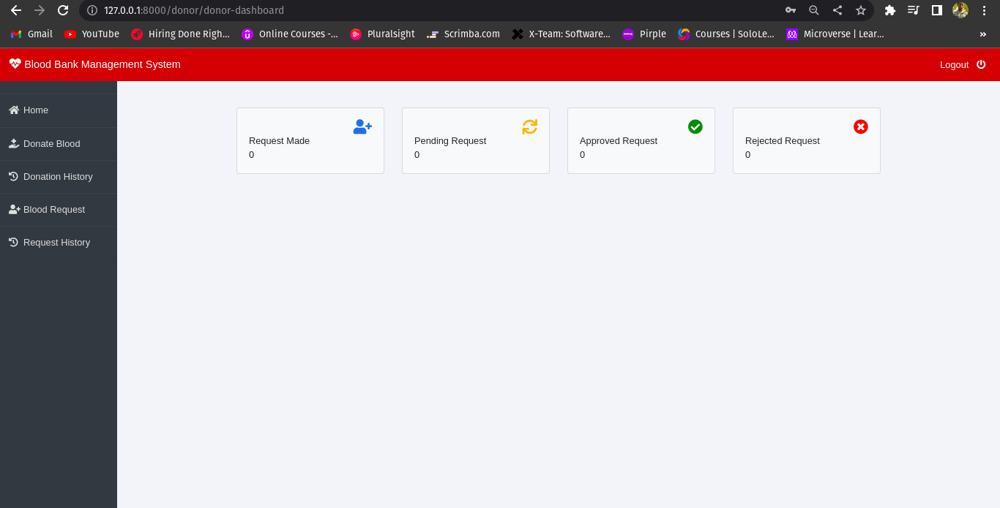 127.0.0.1:8000/donor/donor-dashboard
Gmail YouTube Hiring Done Righ... Online Courses -... Pluralsight Scrimba.com X-Team: Software... Pirple Courses | SoloLe... Microverse | Lear... »
Blood Bank Management System Logout
Home
Donate Blood
Donation History
Blood Request
Request History
Request Made
0
Pending Request
0
Approved Request
0
Rejected Request
0